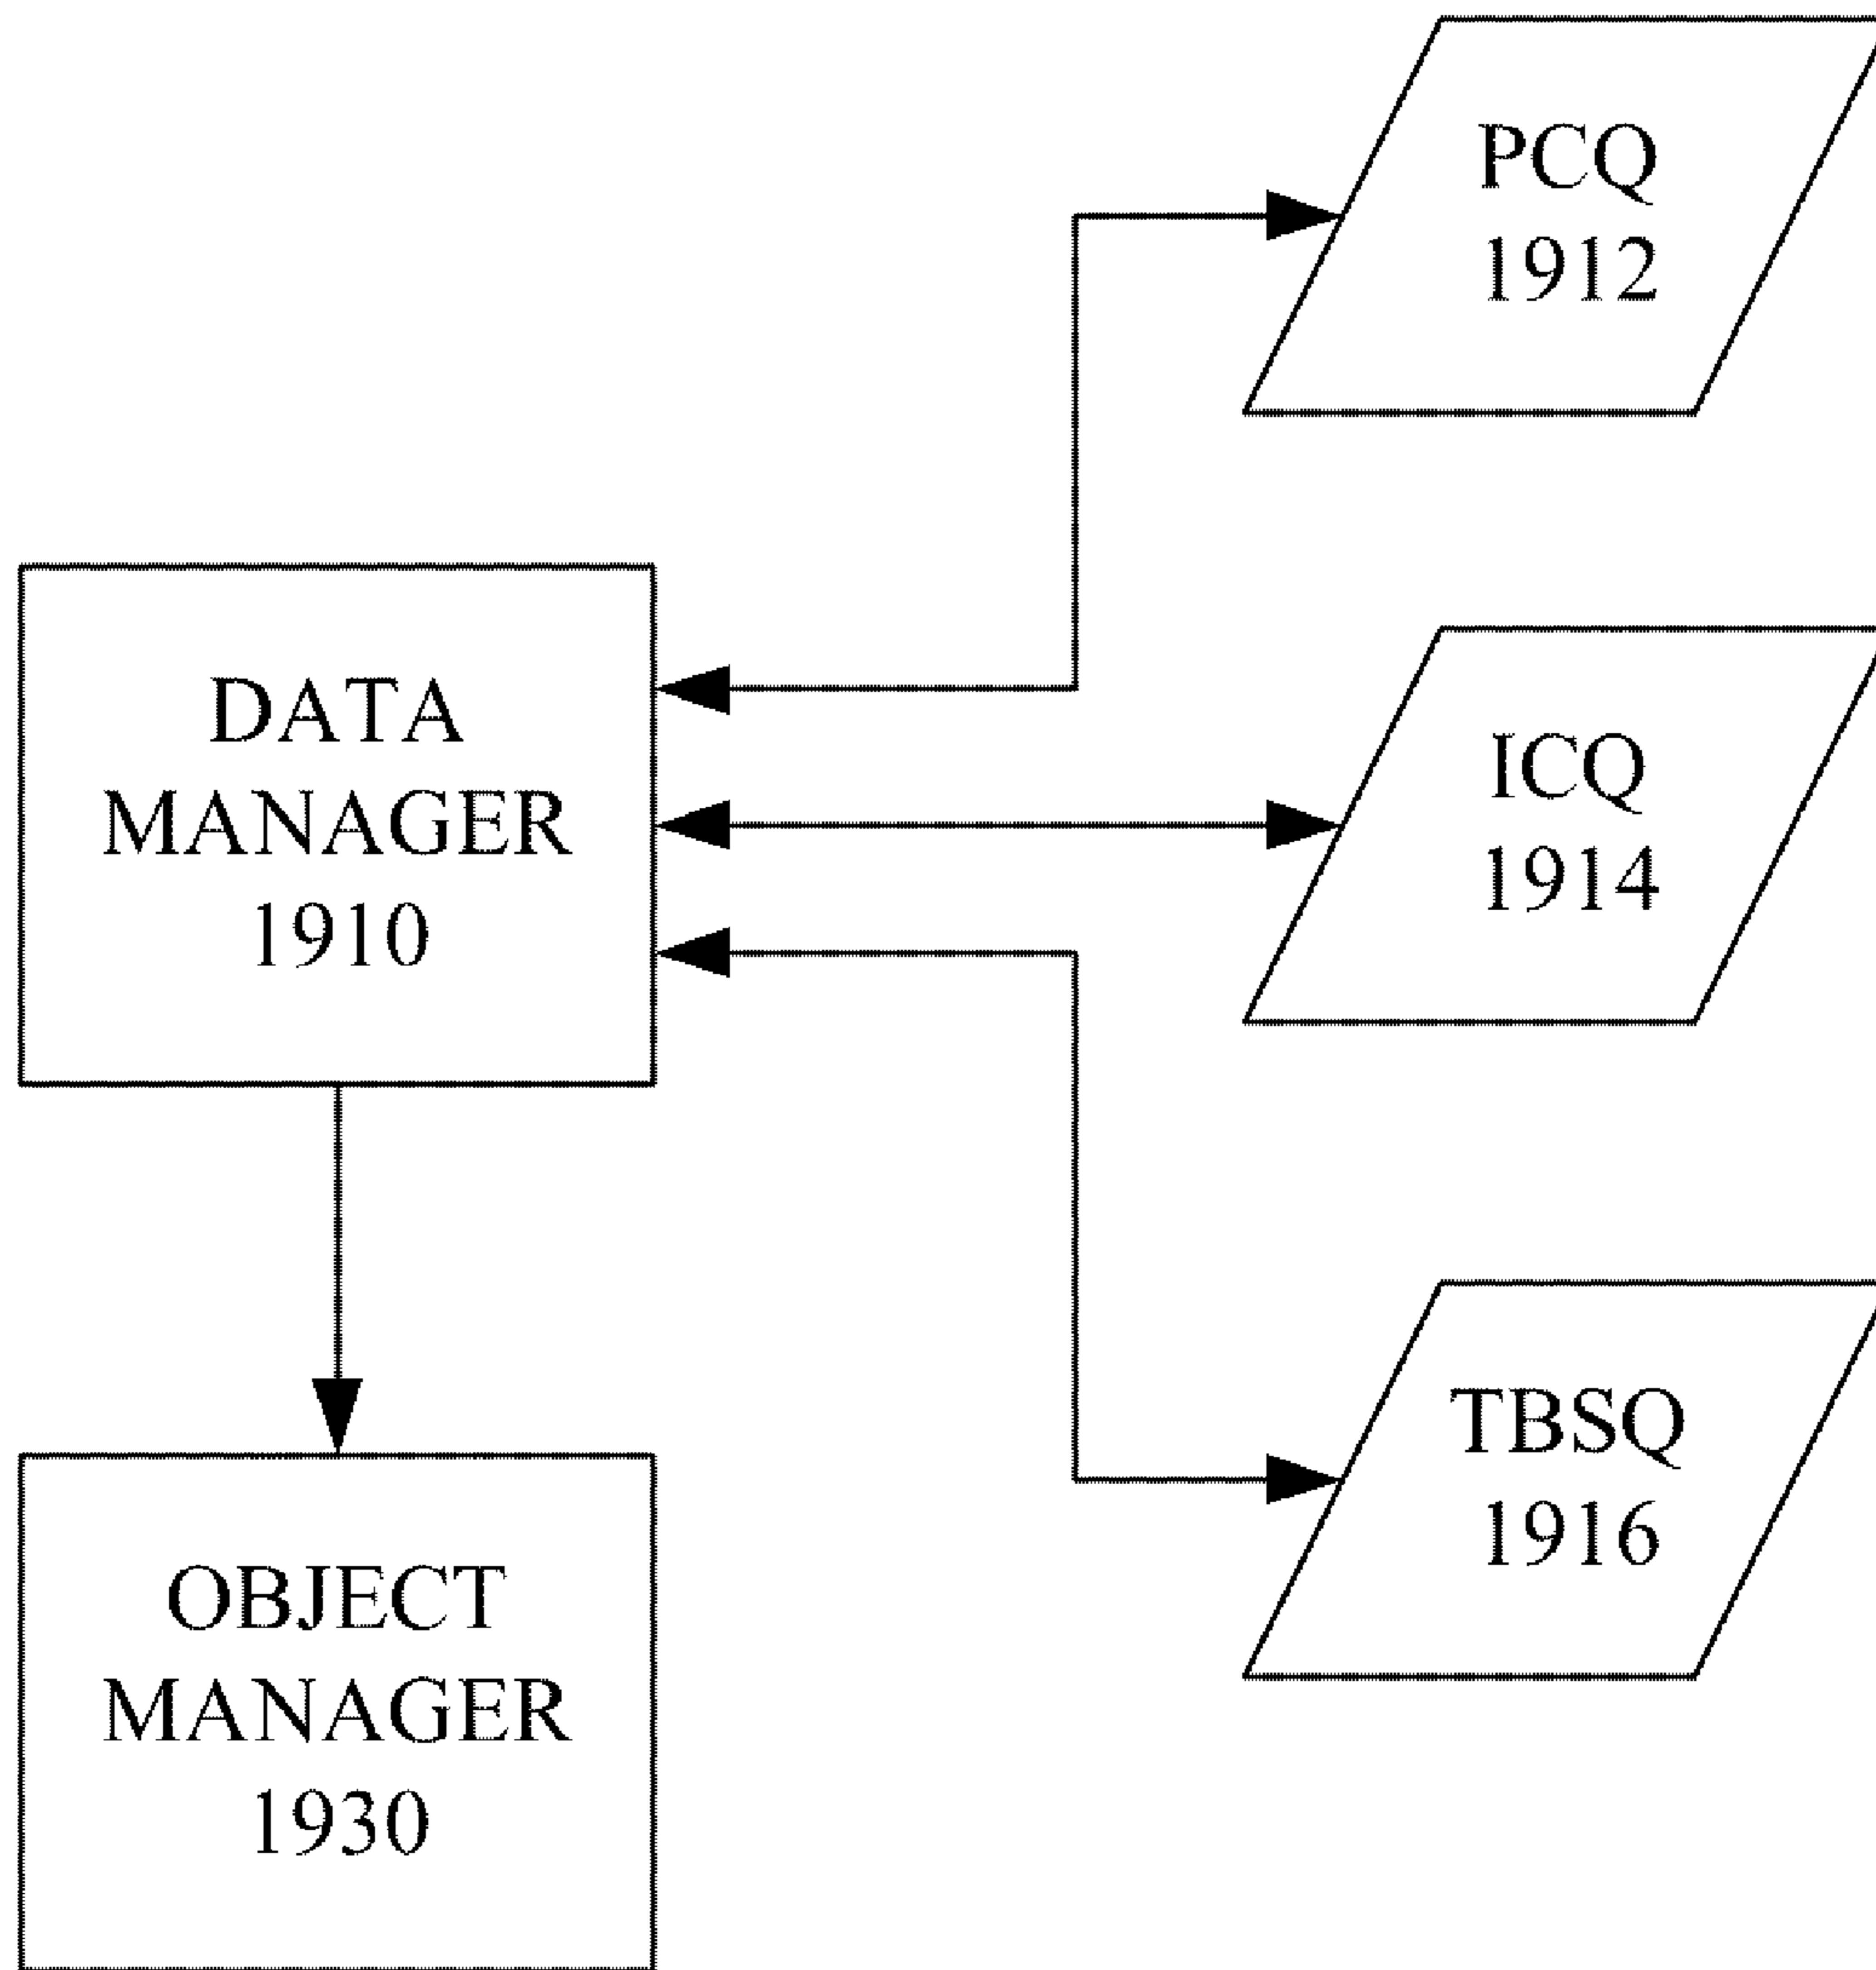 PCQ
1912
DATA
MANAGER
1910
ICQ
1914
TBSQ
1916
OBJECT
MANAGER
1930